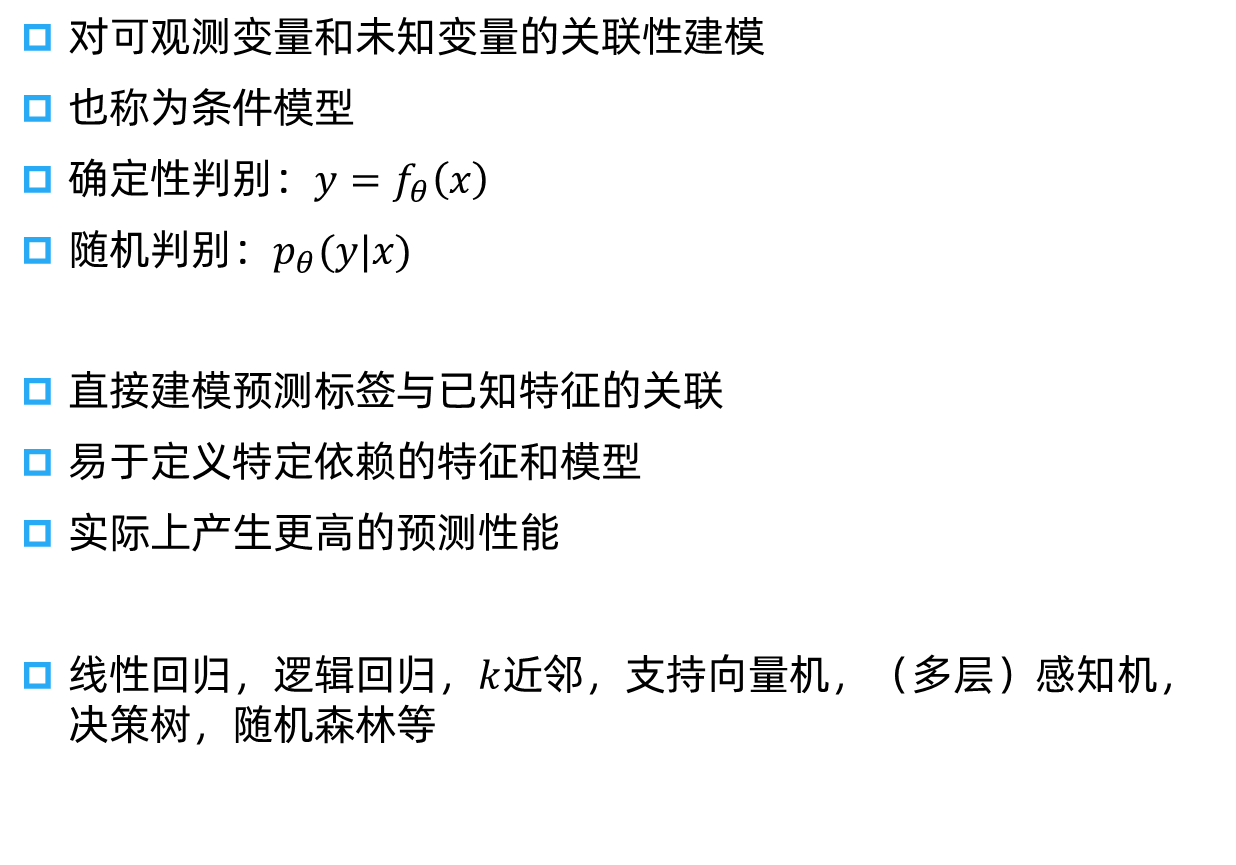 对可观测变量和未知变量的关联性建模
也称为条件模型
确定性判别：y = fθ(x)
随机判别：pθ(y|x)
直接建模预测标签与已知特征的关联
易于定义特定依赖的特征和模型
实际上产生更高的预测性能
线性回归，逻辑回归，k近邻，支持向量机，（多层）感知机，
决策树，随机森林等